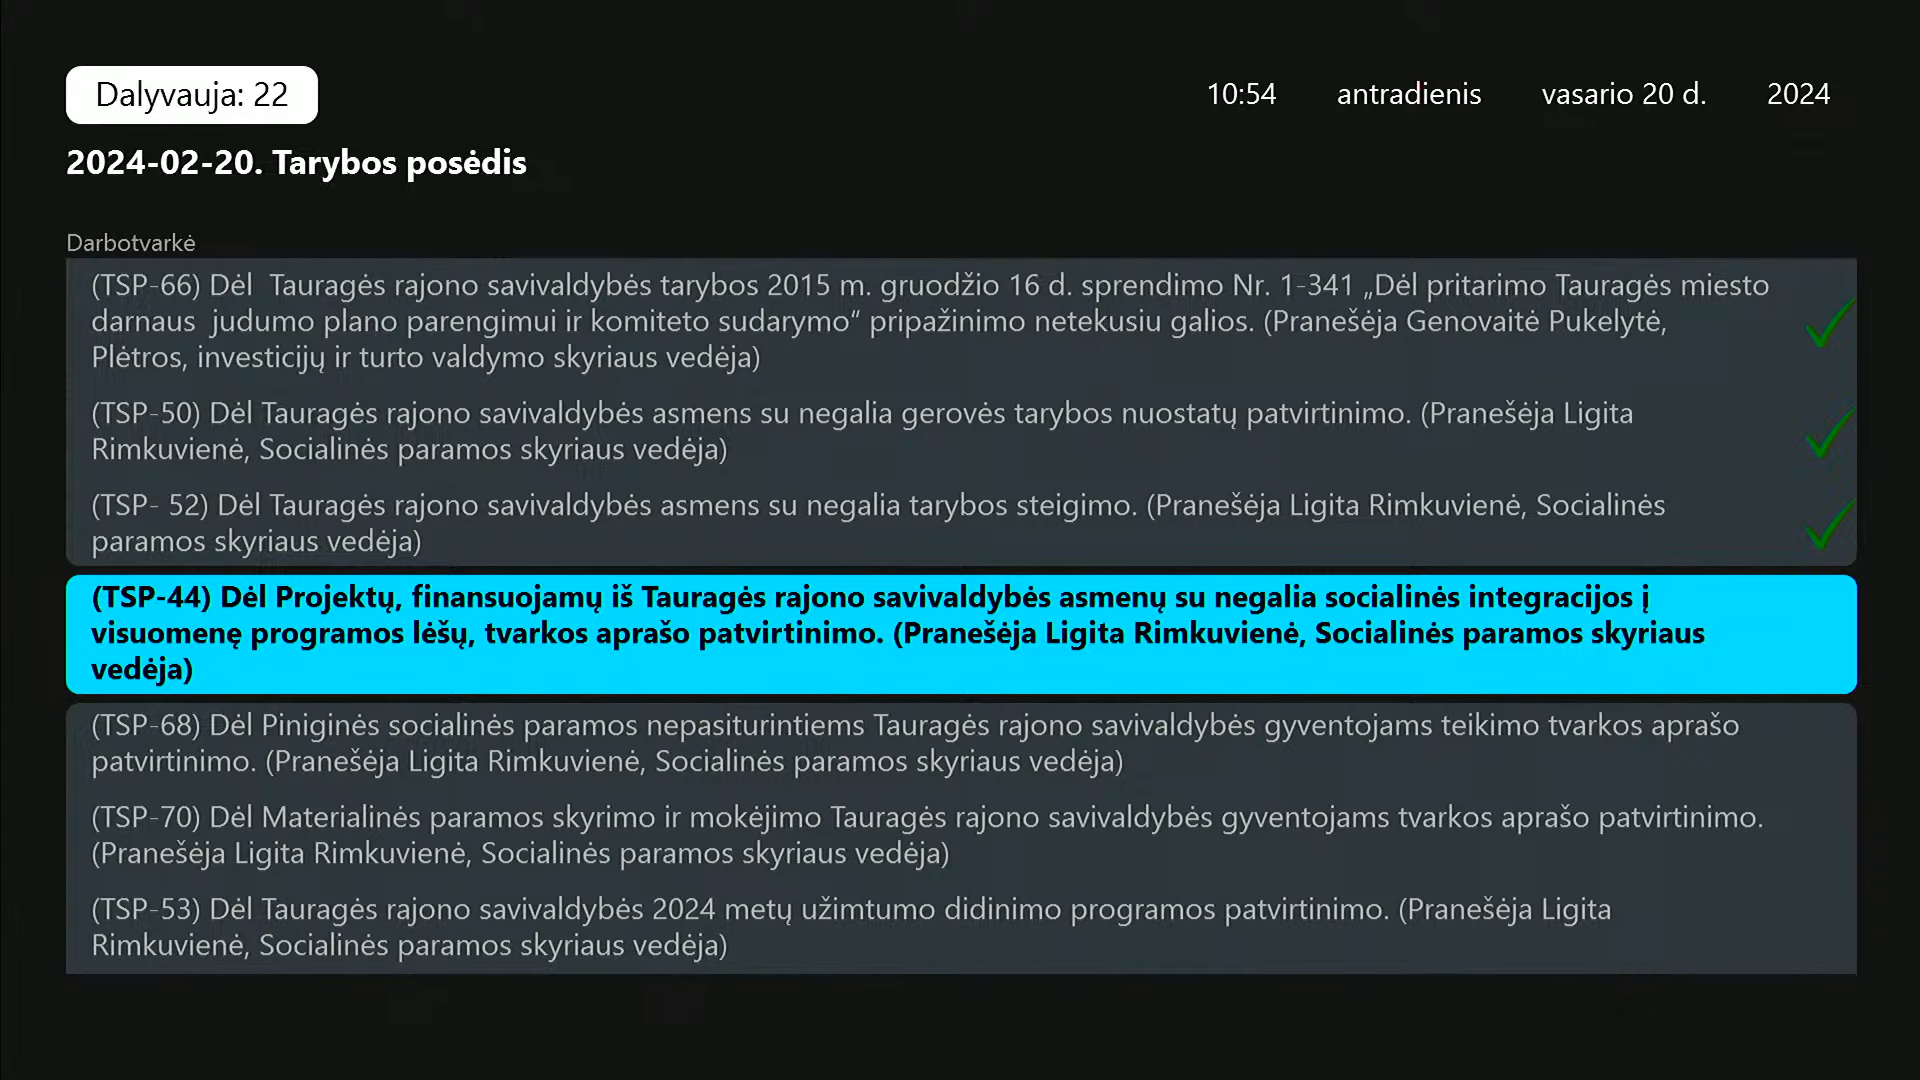 Dalyvauja: 22
10:54 antradienis vasario 20 d. 2024
2024-02-20. Tarybos posėdis
Darbotvarkė
(TSP-66) Dėl  Tauragės rajono savivaldybės tarybos 2015 m. gruodžio 16 d. sprendimo Nr. 1-341 „Dėl pritarimo Tauragės miesto
darnaus  judumo plano parengimui ir komiteto sudarymo“ pripažinimo netekusiu galios. (Pranešėja Genovaitė Pukelytė,
Plėtros, investicijų ir turto valdymo skyriaus vedėja)
(TSP-50) Dėl Tauragės rajono savivaldybės asmens su negalia gerovės tarybos nuostatų patvirtinimo. (Pranešėja Ligita
Rimkuvienė, Socialinės paramos skyriaus vedėja)
(TSP- 52) Dėl Tauragės rajono savivaldybės asmens su negalia tarybos steigimo. (Pranešėja Ligita Rimkuvienė, Socialinės
paramos skyriaus vedėja)
(TSP-44) Dėl Projektų, finansuojamų iš Tauragės rajono savivaldybės asmenų su negalia socialinės integracijos į
visuomenę programos lėšų, tvarkos aprašo patvirtinimo. (Pranešėja Ligita Rimkuvienė, Socialinės paramos skyriaus
vedėja)
(TSP-68) Dėl Piniginės socialinės paramos nepasiturintiems Tauragės rajono savivaldybės gyventojams teikimo tvarkos aprašo
patvirtinimo. (Pranešėja Ligita Rimkuvienė, Socialinės paramos skyriaus vedėja)
(TSP-70) Dėl Materialinės paramos skyrimo ir mokėjimo Tauragės rajono savivaldybės gyventojams tvarkos aprašo patvirtinimo.
(Pranešėja Ligita Rimkuvienė, Socialinės paramos skyriaus vedėja)
(TSP-53) Dėl Tauragės rajono savivaldybės 2024 metų užimtumo didinimo programos patvirtinimo. (Pranešėja Ligita
Rimkuvienė, Socialinės paramos skyriaus vedėja)